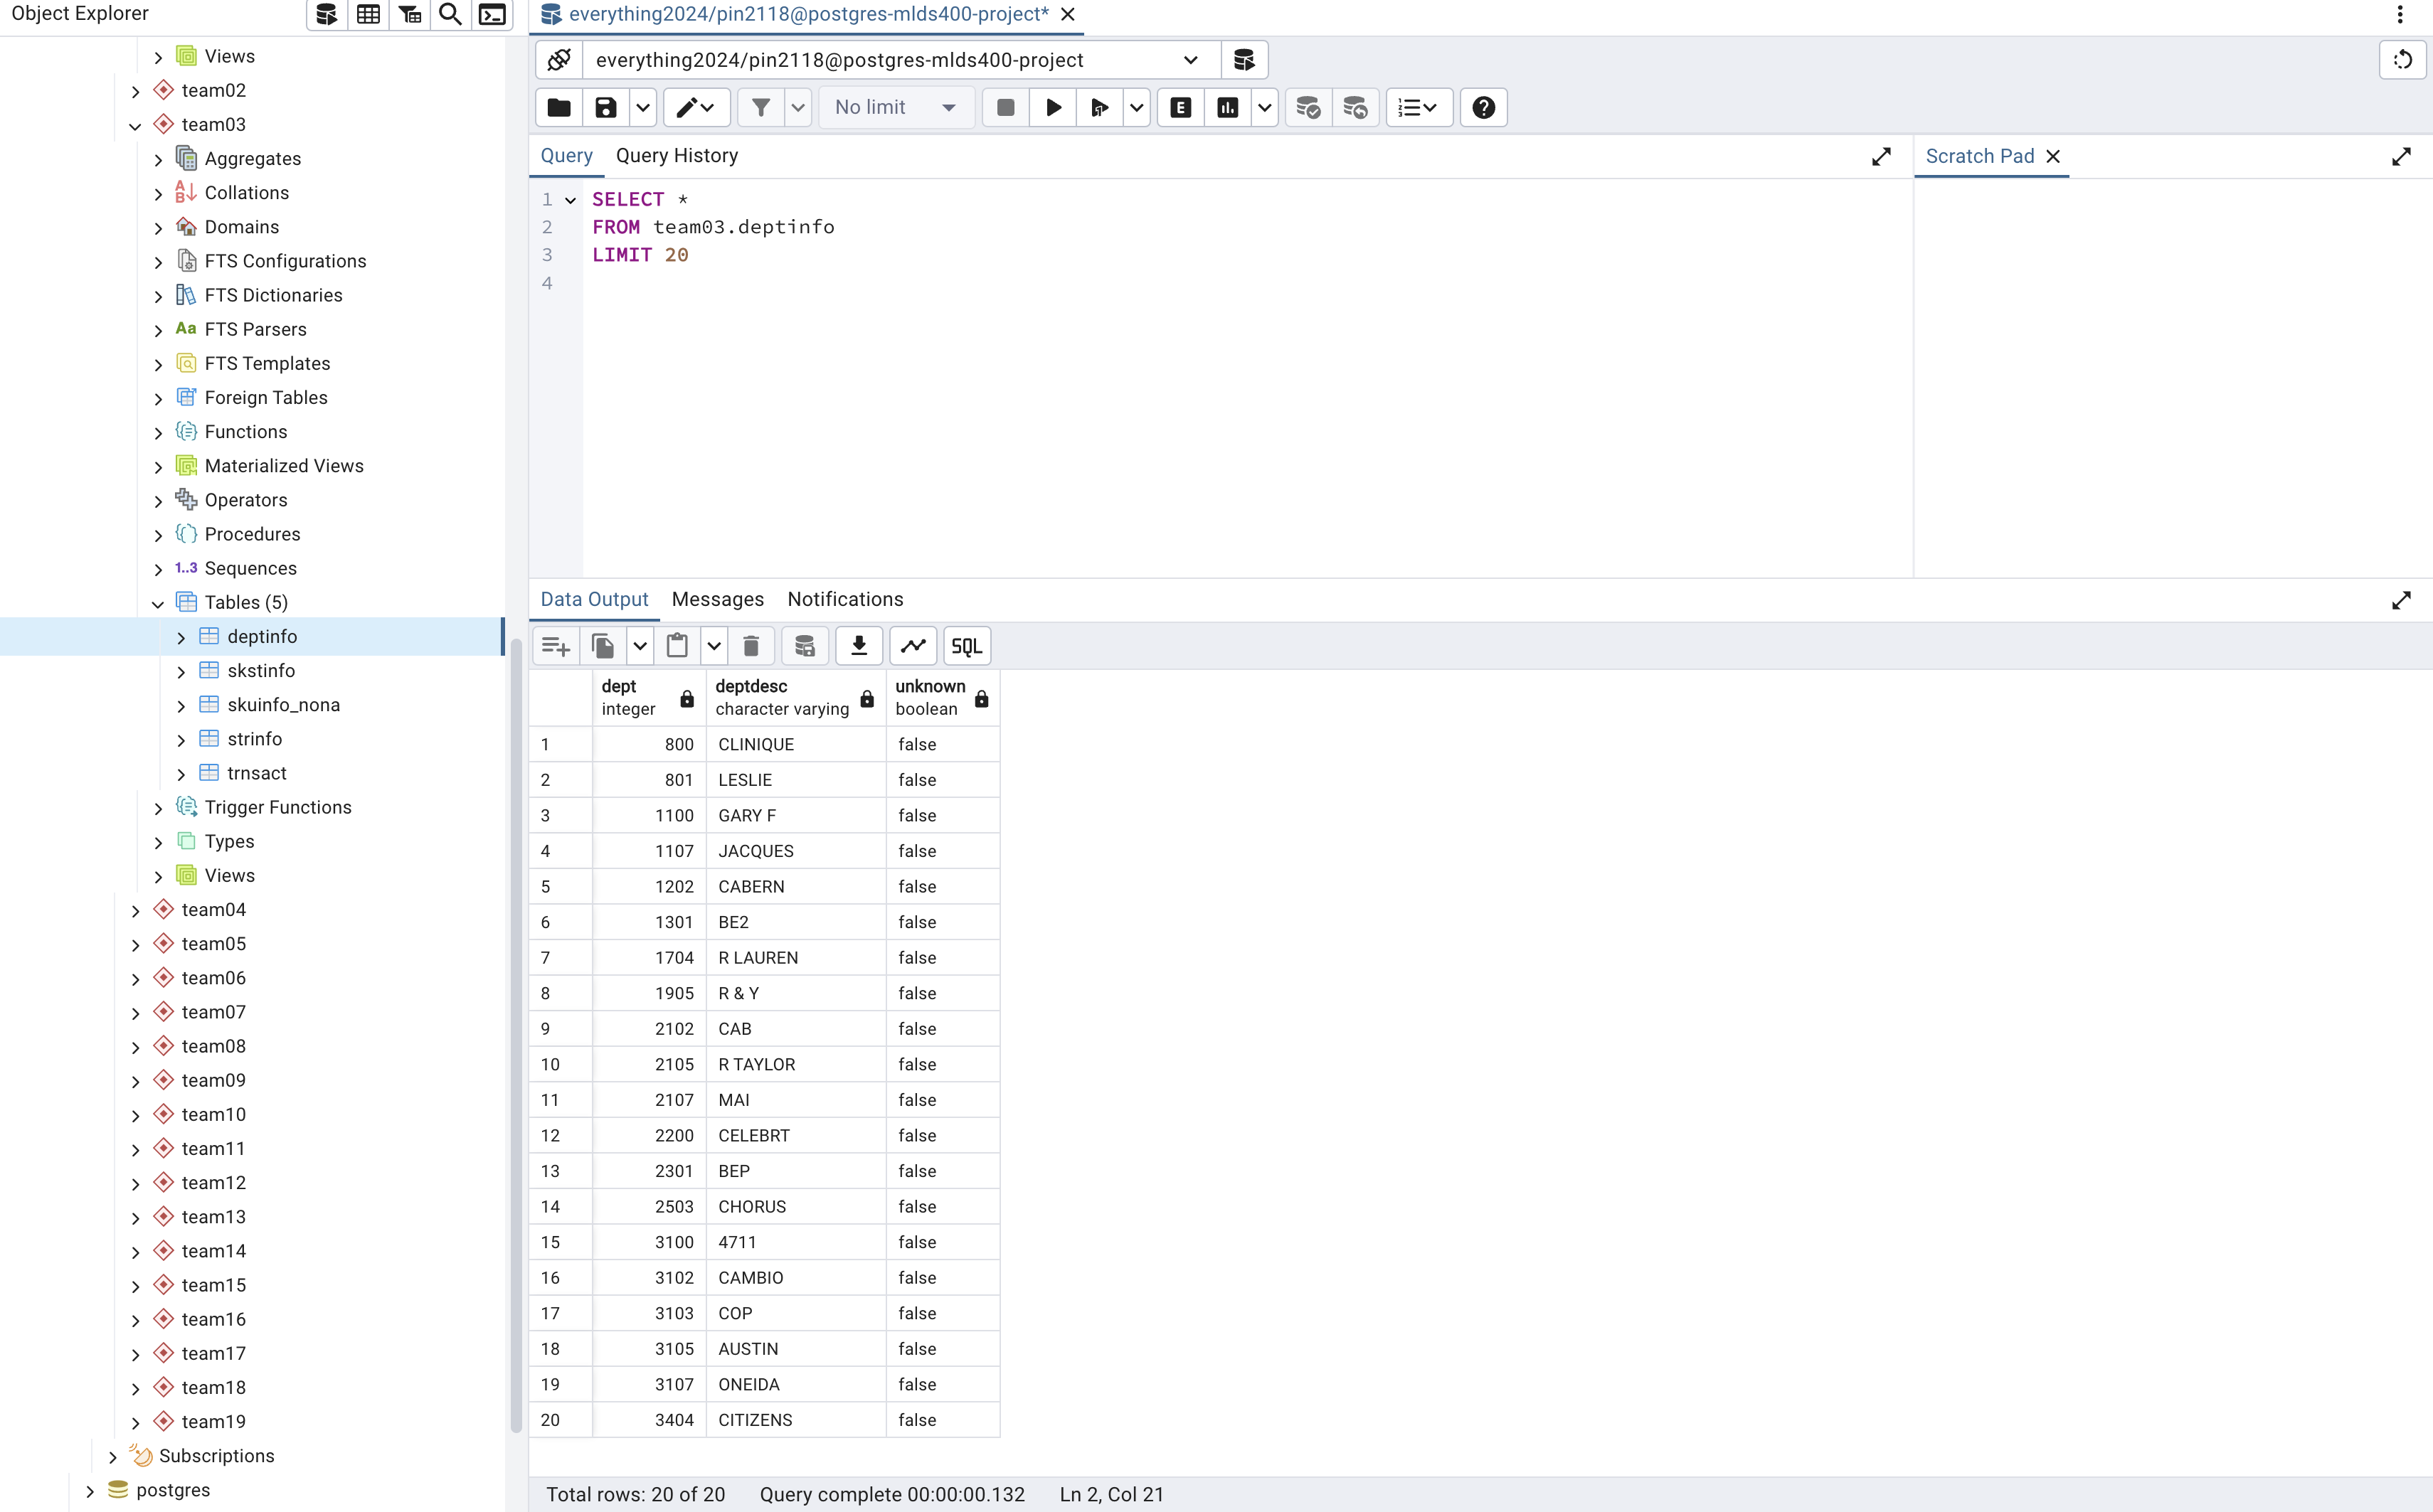 Object Explorer
Views
team02
team03
Aggregates
Collations
Domains
FTS Configurations
FTS Dictionaries
Aa FTS Parsers
FTS Templates
Foreign Tables
Functions
Materialized Views
Operators
Procedures
1..3 Sequences
Tables (5)
deptinfo
skstinfo
skuinfo_nona
strinfo
trnsact
Trigger Functions
Types
Views
team04
team05
team06
team07
team08
team09
team10
team11
team12
team13
team14
team15
team16
team17
team18
team19
Subscriptions
postgres
everything2024/pin2118@postgres-mlds400-project*
everything2024/pin2118@postgres-mlds400-project
No limit
E
Query Query History
Scratch Pad
1 SELECT *
2 FROM team03.deptinfo
3 LIMIT 20
4
Data Output Messages Notifications
SQL
dept deptdesc unknown
integer character varying boolean
1 800 CLINIQUE false
2 801 LESLIE false
3 1100 GARY F false
4 1107 JACQUES false
5 1202 CABERN false
6 1301 BE2 false
7 1704 R LAUREN false
8 1905 R & Y false
9 2102 CAB false
10 2105 R TAYLOR false
11 2107 MAI false
12 2200 CELEBRT false
13 2301 BEP false
14 2503 CHORUS false
15 3100 4711 false
16 3102 CAMBIO false
17 3103 COP false
18 3105 AUSTIN false
19 3107 ONEIDA false
20 3404 CITIZENS false
Total rows: 20 of 20 Query complete 00:00:00.132 Ln 2, Col 21